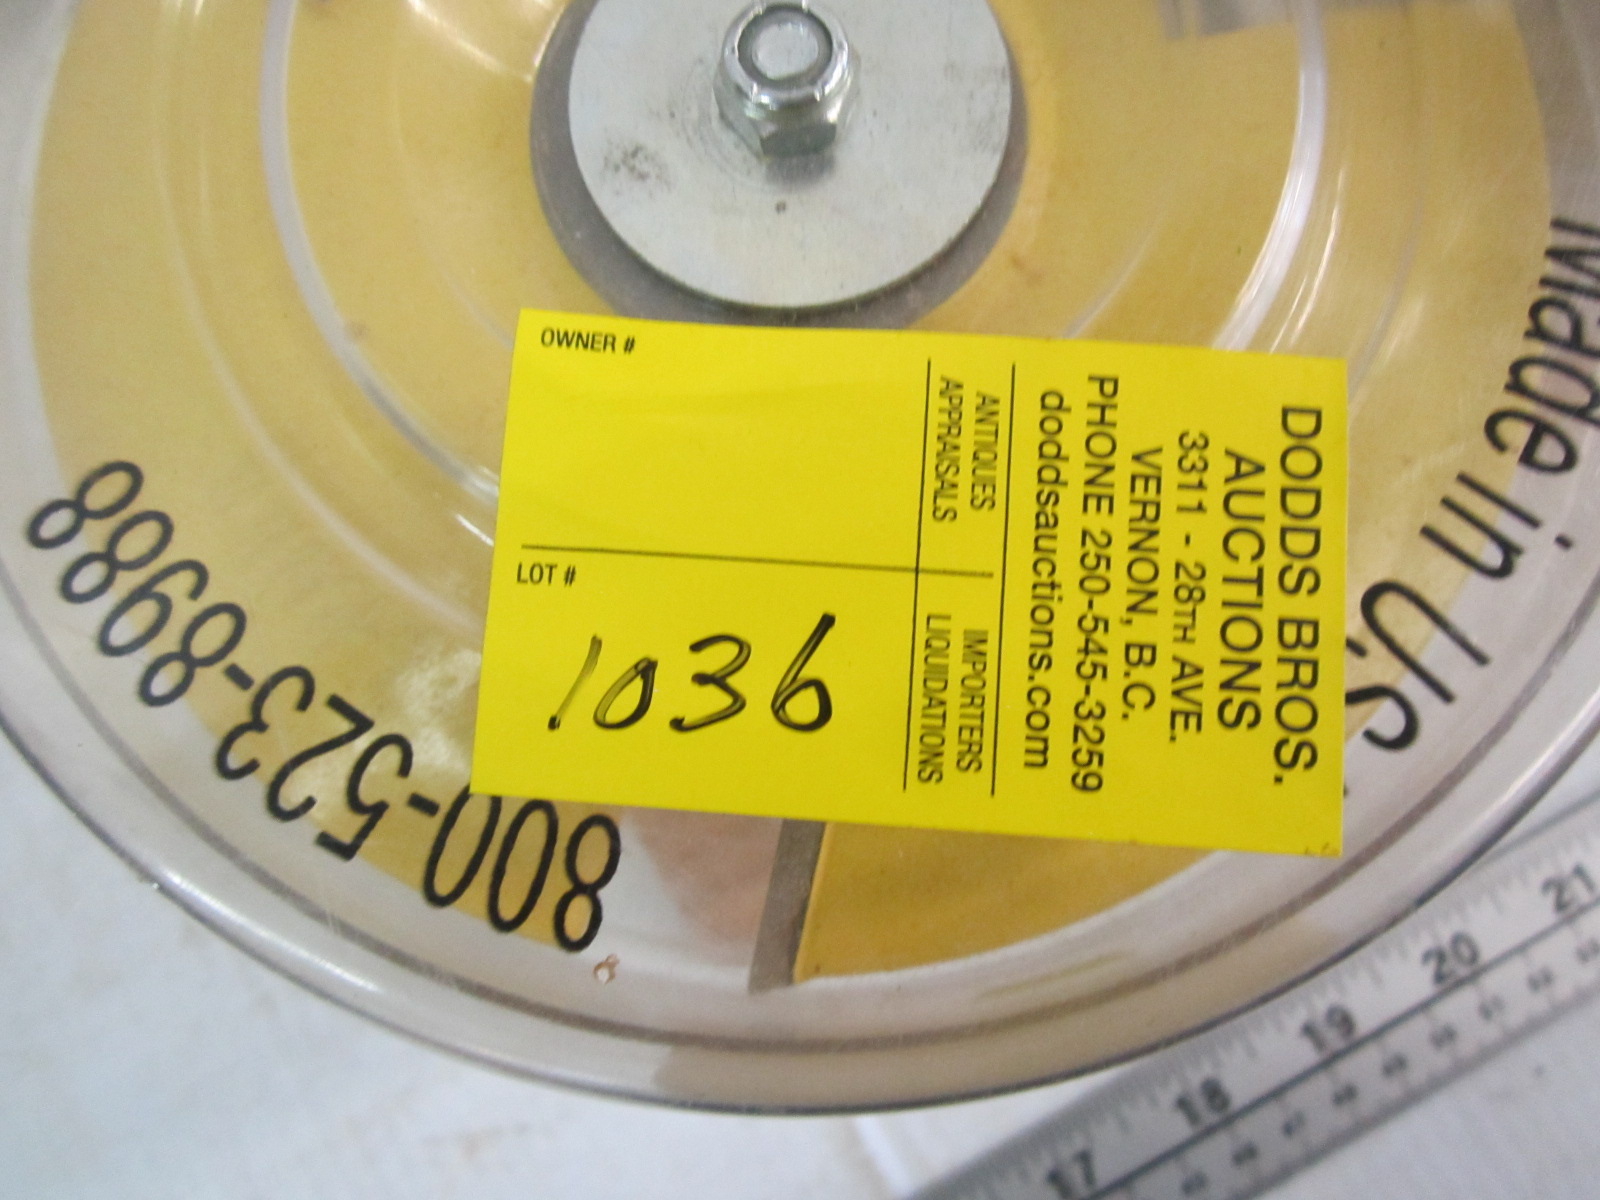 DODDS BROS.
AUCTIONS
3311 - 28TH AVE.
VERNON, B.C.
PHONE 250-545-3259
doddsauctions.com
ANTIQUES
APPRAISALS
IMPORTERS
LIQUIDATIONS
OWNER #
LOT #
1036
Made in U.S.
800-523-8988
17 18 19 20 21